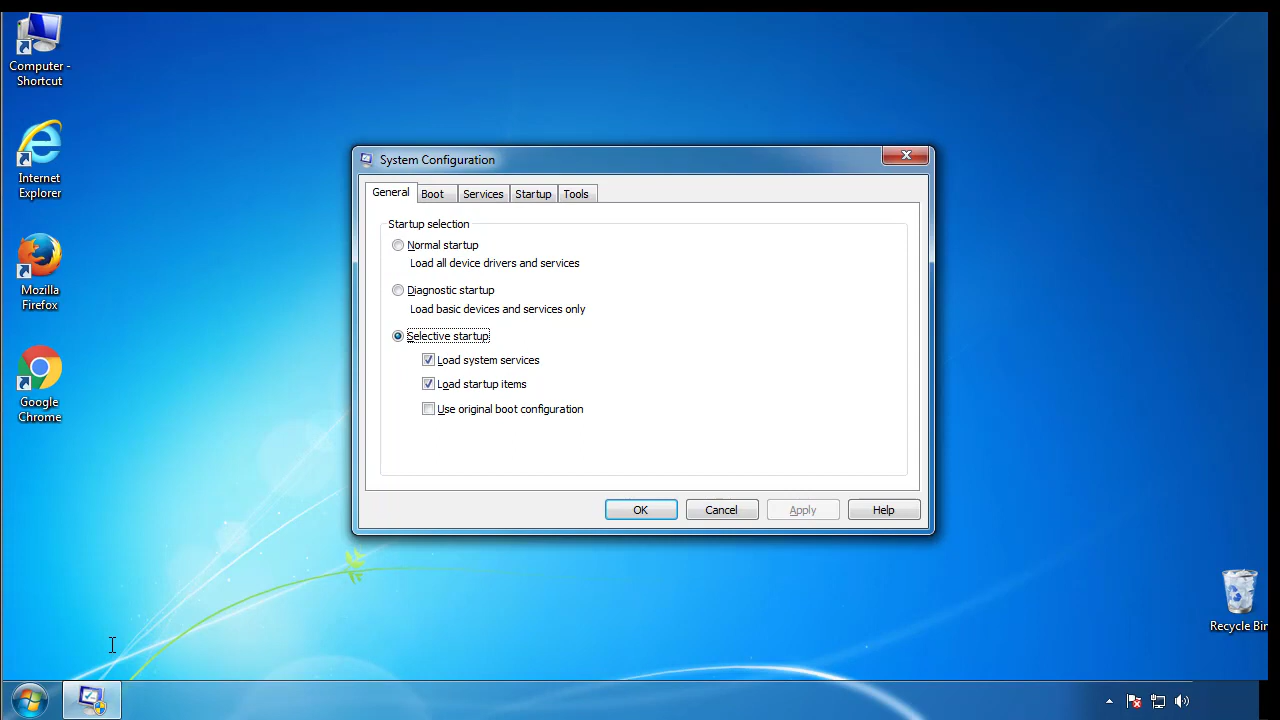 Computer -
Shortcut
Internet
Explorer
Mozilla
Firefox
Google
Chrome
System Configuration
General Boot Services Startup Tools
Startup selection
Normal startup
Load all device drivers and services
Diagnostic startup
Load basic devices and services only
Selective startup
Load system services
Load startup items
Use original boot configuration
OK Cancel Apply Help
Recycle Bin